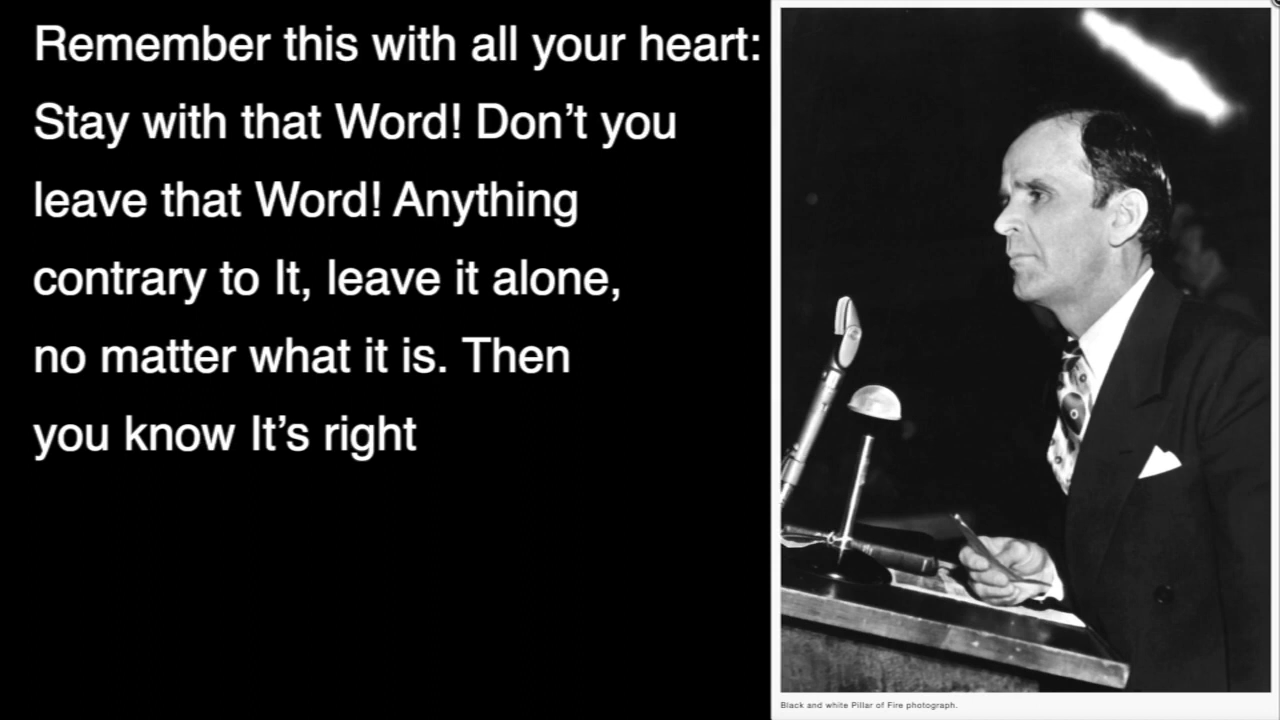 Remember this with all your heart:
Stay with that Word! Don’t you
leave that Word! Anything
contrary to It, leave it alone,
no matter what it is. Then
you know It’s right
Black and white Pillar of Fire photograph.